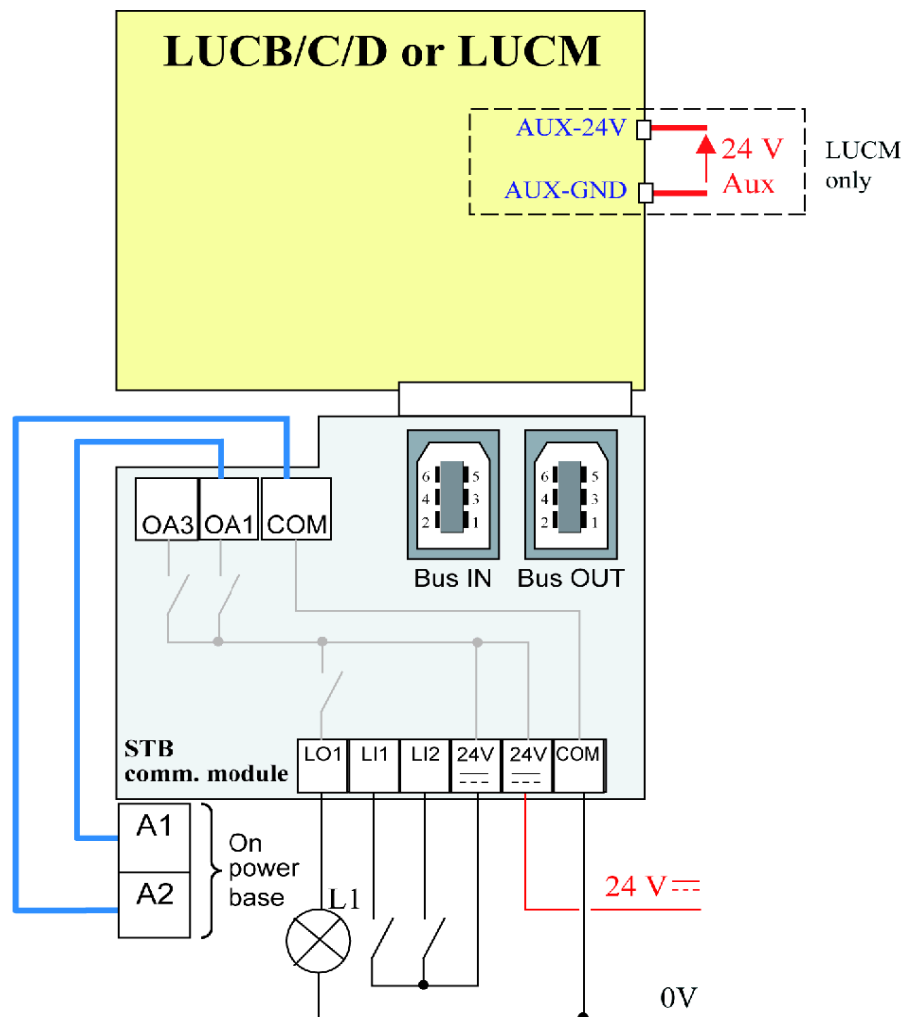 LUCB/C/D or LUCM
AUX-24V
24 V
Aux
AUX-GND
LUCM
only
OA3
OA1
COM
6
5
4
3
2
1
6
5
4
3
2
1
Bus IN
Bus OUT
STB
comm. module
LO1
LI1
LI2
24V
24V
COM
A1
A2
On
power
base
L1
24 V
0V